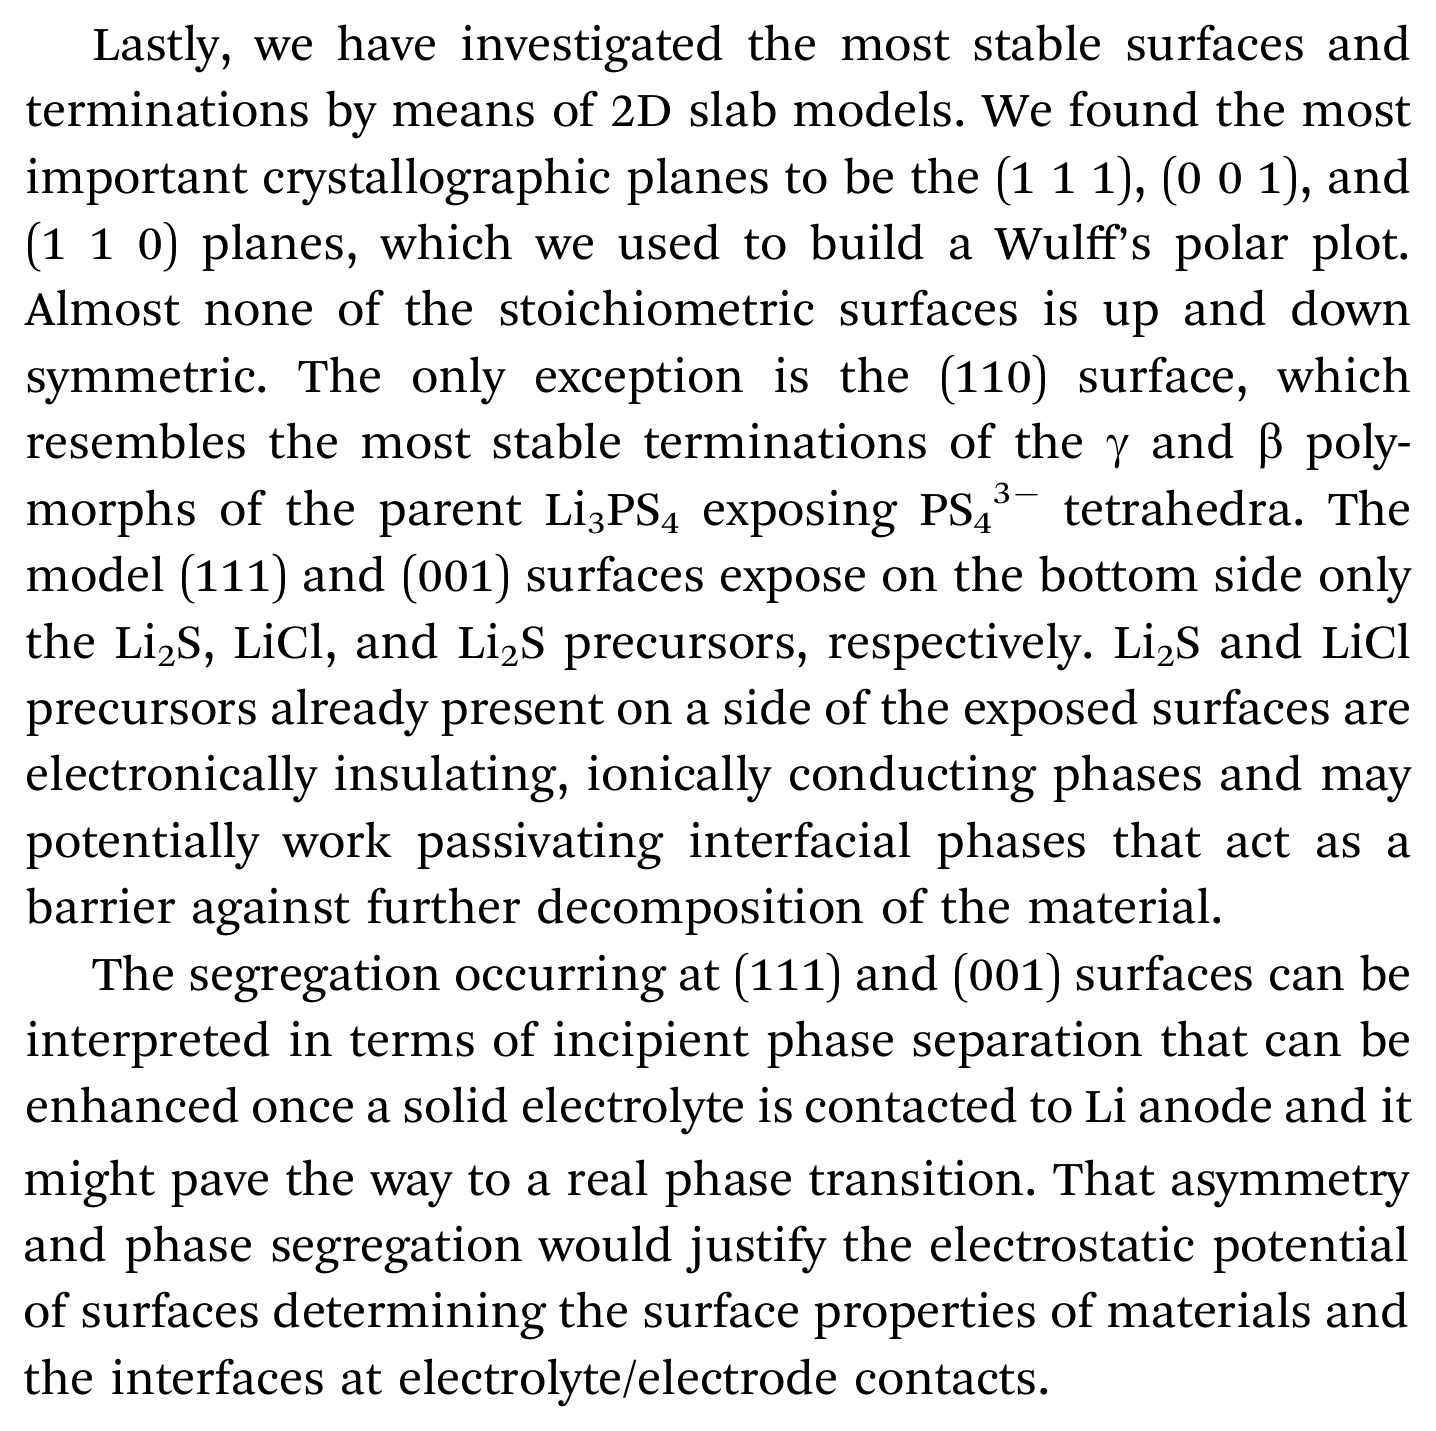 Lastly, we have investigated the most stable surfaces and
terminations by means of 2D slab models. We found the most
important crystallographic planes to be the (1 1 1), (0 0 1), and
(1 1 0) planes, which we used to build a Wulff’s polar plot.
Almost none of the stoichiometric surfaces is up and down
symmetric. The only exception is the (110) surface, which
resembles the most stable terminations of the γ and β poly-
morphs of the parent Li₃PS₄ exposing PS₄³⁻ tetrahedra. The
model (111) and (001) surfaces expose on the bottom side only
the Li₂S, LiCl, and Li₂S precursors, respectively. Li₂S and LiCl
precursors already present on a side of the exposed surfaces are
electronically insulating, ionically conducting phases and may
potentially work passivating interfacial phases that act as a
barrier against further decomposition of the material.
The segregation occurring at (111) and (001) surfaces can be
interpreted in terms of incipient phase separation that can be
enhanced once a solid electrolyte is contacted to Li anode and it
might pave the way to a real phase transition. That asymmetry
and phase segregation would justify the electrostatic potential
of surfaces determining the surface properties of materials and
the interfaces at electrolyte/electrode contacts.